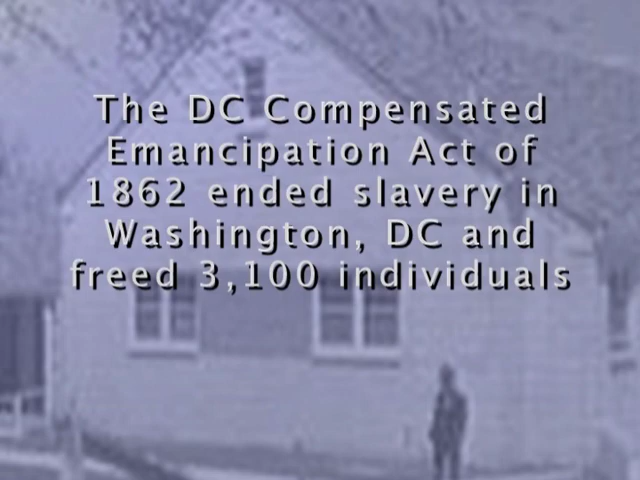 The DC Compensated
Emancipation Act of
1862 ended slavery in
Washington, DC and
freed 3,100 individuals